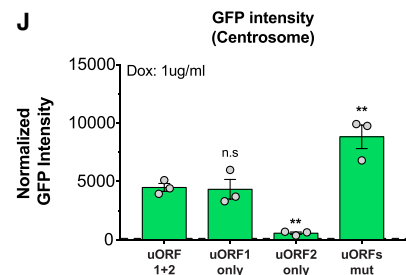 J
GFP intensity
(Centrosome)
Normalized
GFP Intensity
15000
10000
5000
0
Dox: 1ug/ml
n.s
**
**
uORF
1+2
uORF1
only
uORF2
only
uORFs
mut